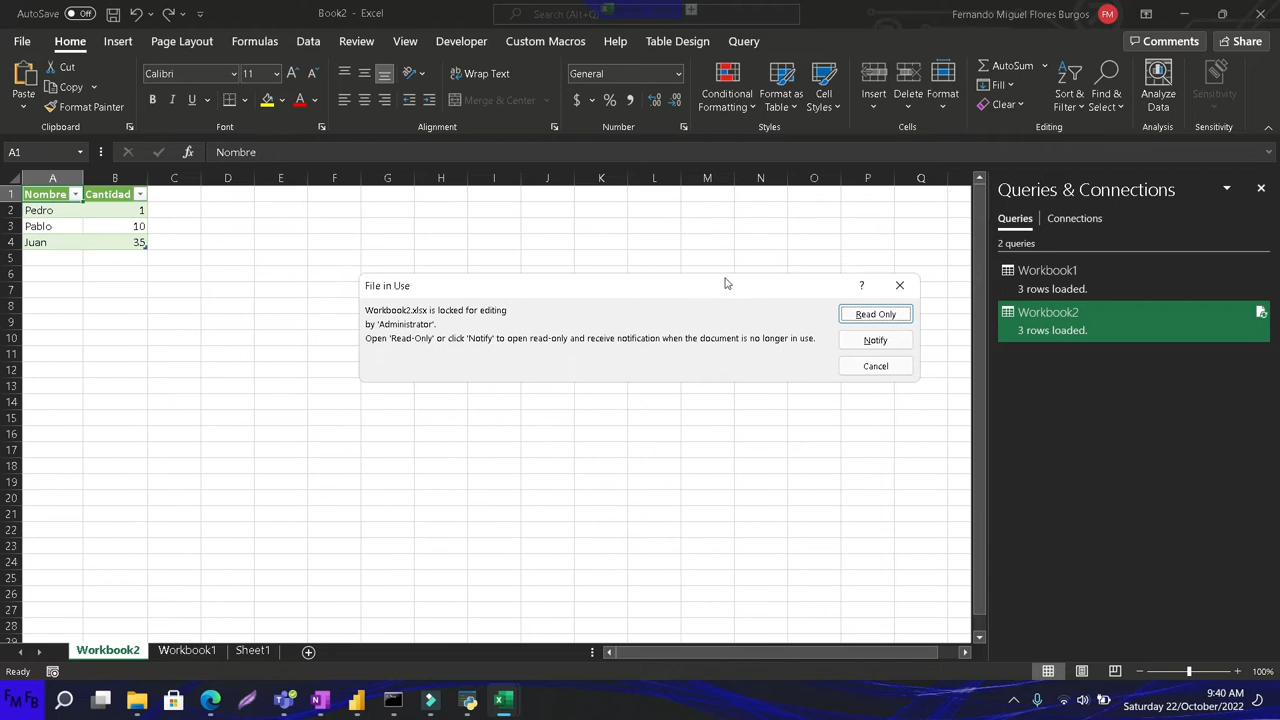 AutoSave Off Book2 - Excel Search (Alt+Q) Fernando Miguel Flores Burgos FM
File Home Insert Page Layout Formulas Data Review View Developer Custom Macros Help Table Design Query Comments Share
Paste
Cut
Copy
Format Painter
Clipboard
Calibri 11 A A
B I U A
Font
Wrap Text
Merge & Center
Alignment
General
$ % ,
Number
Conditional Formatting
Format as Table
Cell Styles
Styles
Insert Delete Format
Cells
AutoSum
Fill
Clear
Sort & Filter
Find & Select
Editing
Analyze Data
Analysis
Sensitivity
Sensitivity
A1 fx Nombre
A B C D E F G H I J K L M N O P Q
1 Nombre Cantidad
2 Pedro 1
3 Pablo 10
4 Juan 35
5
6
7
8
9
10
11
12
13
14
15
16
17
18
19
20
21
22
23
24
25
26
27
28
29
File in Use ?
Workbook2.xlsx is locked for editing
by 'Administrator'.
Open 'Read-Only' or click 'Notify' to open read-only and receive notification when the document is no longer in use.
Read Only
Notify
Cancel
Queries & Connections
Queries Connections
2 queries
Workbook1
3 rows loaded.
Workbook2
3 rows loaded.
Workbook2 Workbook1 Sheet1
Ready 100%
FM FB
9:40 AM
Saturday 22/October/2022